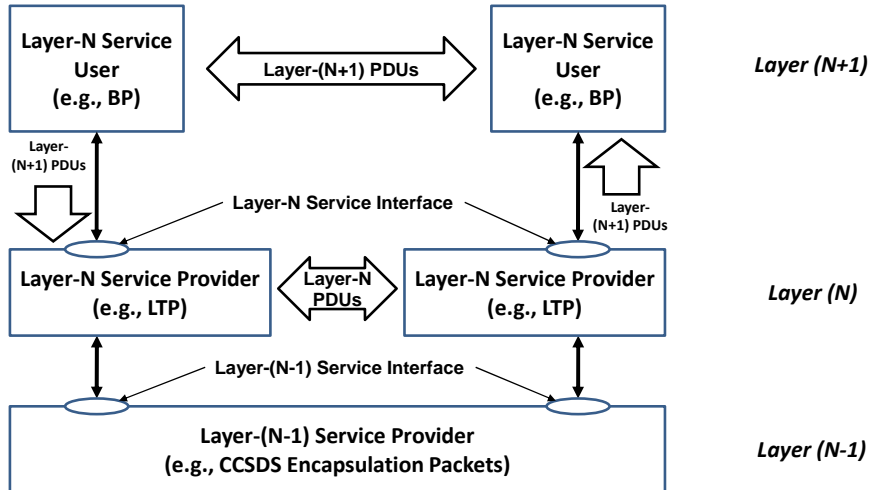 Layer-N Service
User
(e.g., BP)
Layer-(N+1) PDUs
Layer-N Service
User
(e.g., BP)
Layer (N+1)
Layer-
(N+1) PDUs
Layer-
(N+1) PDUs
Layer-N Service Interface
Layer-N Service Provider
(e.g., LTP)
Layer-N
PDUs
Layer-N Service Provider
(e.g., LTP)
Layer (N)
Layer-(N-1) Service Interface
Layer-(N-1) Service Provider
(e.g., CCSDS Encapsulation Packets)
Layer (N-1)